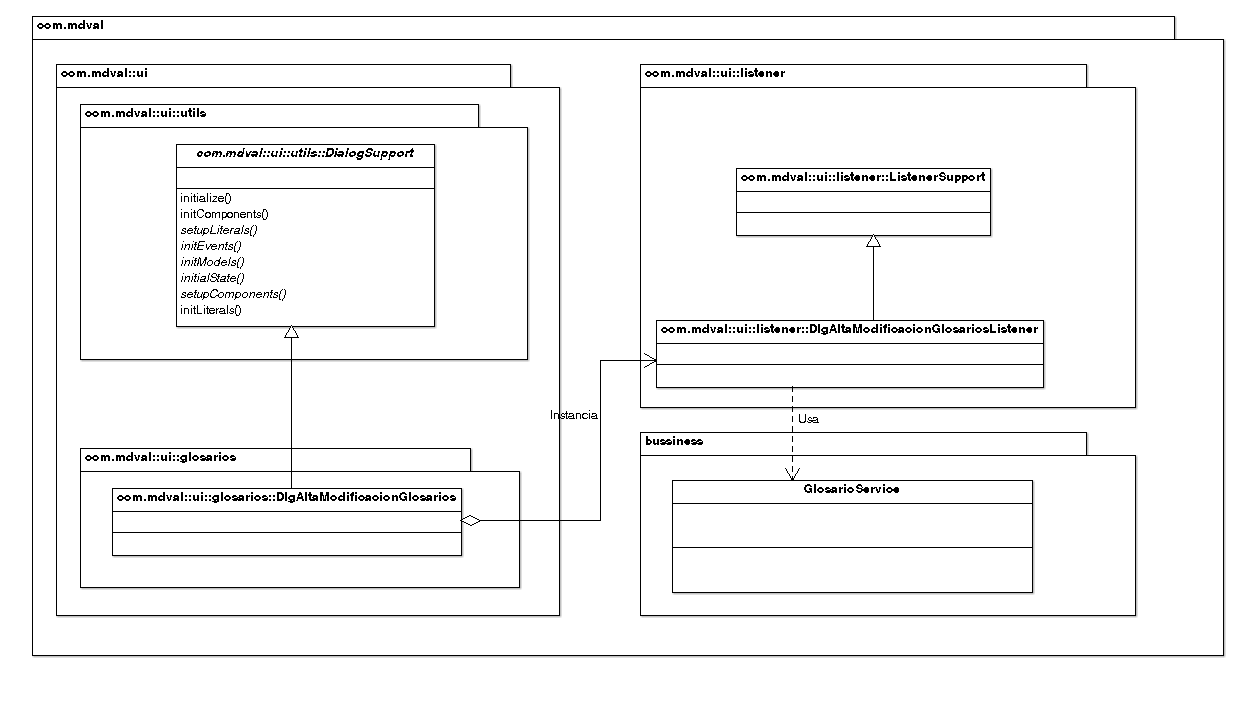 com.mdval
com.mdval::ui
com.mdval::ui::utils
com.mdval::ui::utils::DialogSupport
initialize()
initComponents()
setupLiterals()
initEvents()
initModels()
initialState()
setupComponents()
initLiterals()
com.mdval::ui::glosarios
com.mdval::ui::glosarios::DlgAltaModificacionGlosarios
Instancia
com.mdval::ui::listener
com.mdval::ui::listener::ListenerSupport
com.mdval::ui::listener::DlgAltaModificacionGlosariosListener
Usa
bussiness
GlosarioService